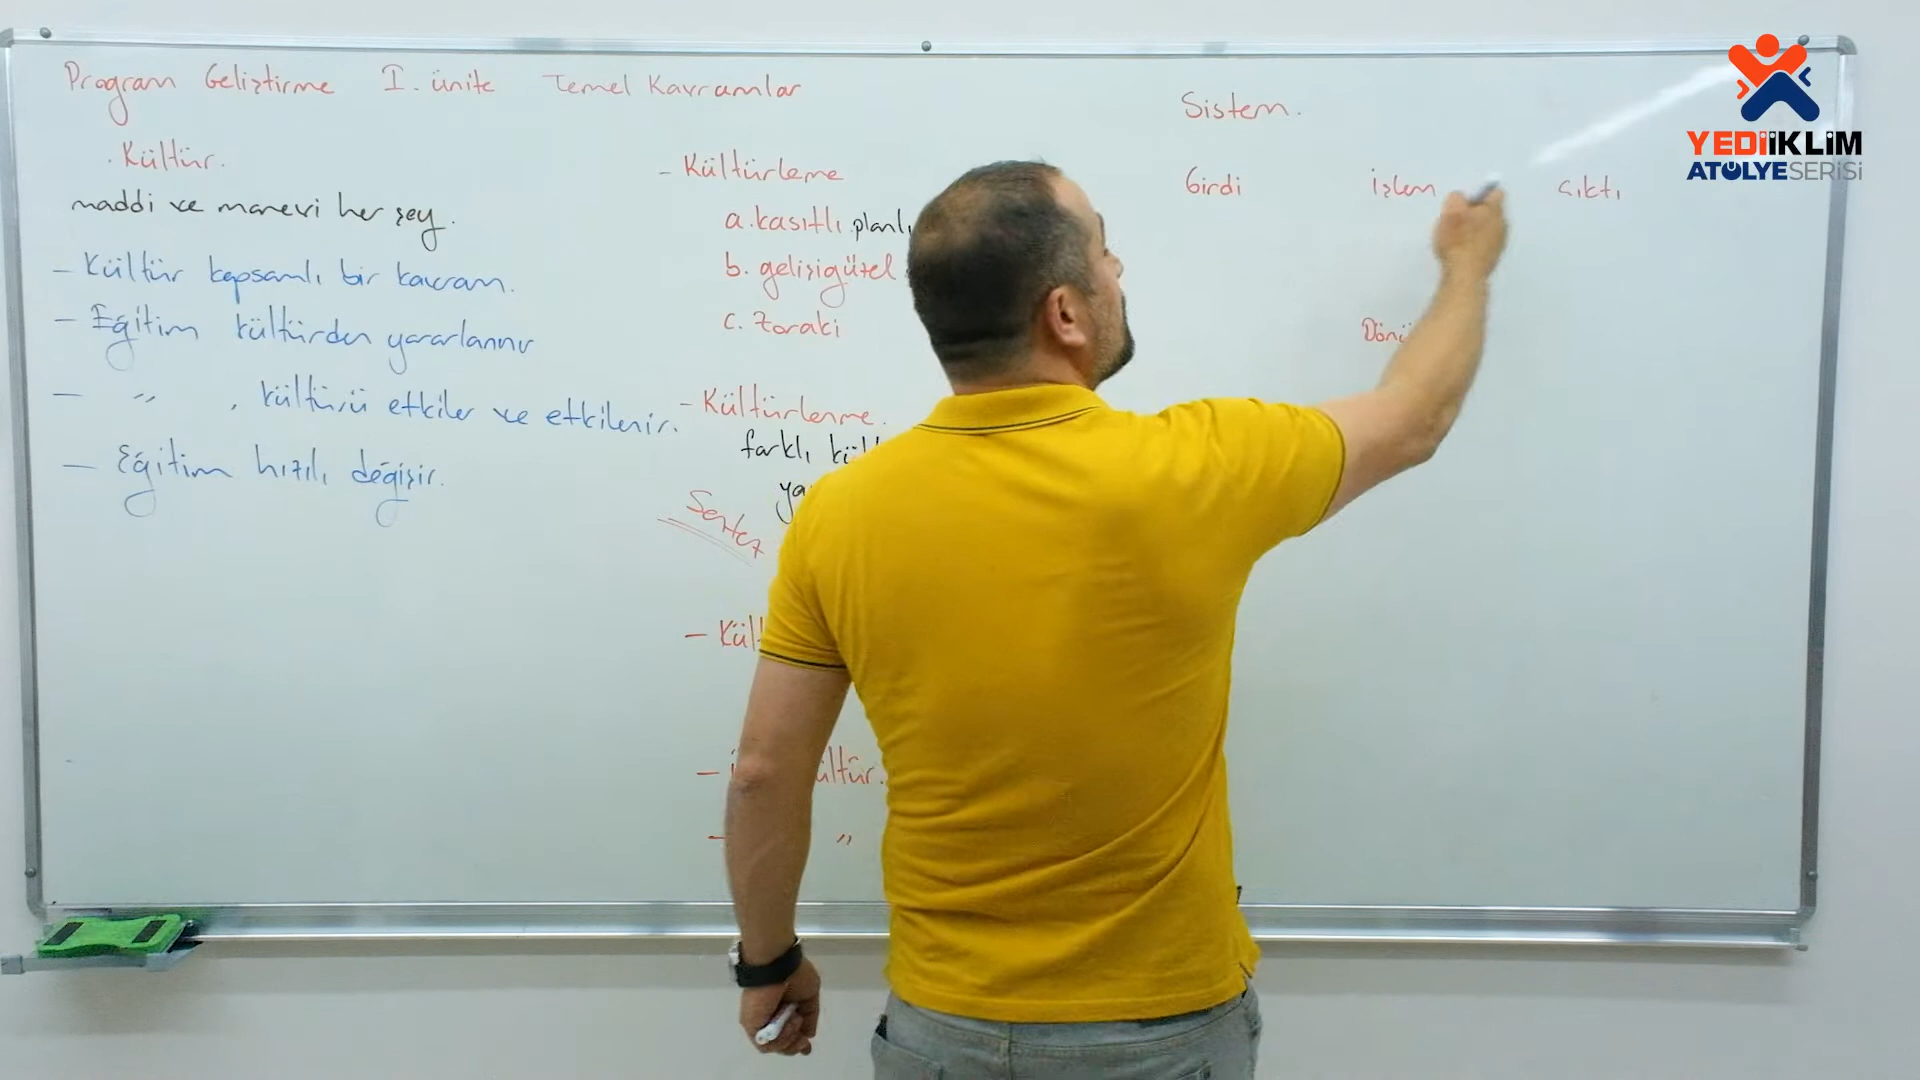 Program Geliştirme I. ünite Temel Kavramlar
. Kültür.
maddi ve manevi her şey.
- Kültür kapsamlı bir kavram.
- Eğitim kültürden yararlanır
- " , kültürü etkiler ve etkilenir.
- Eğitim hızlı değişir.
- Kültürleme
a. kasıtlı planlı
b. gelişigüzel
c. Zoraki
- Kültürlenme.
farklı
- 
- "
Sistem.
Girdi İşlem Çıktı
YEDİİKLİM
ATÖLYESERİSİ